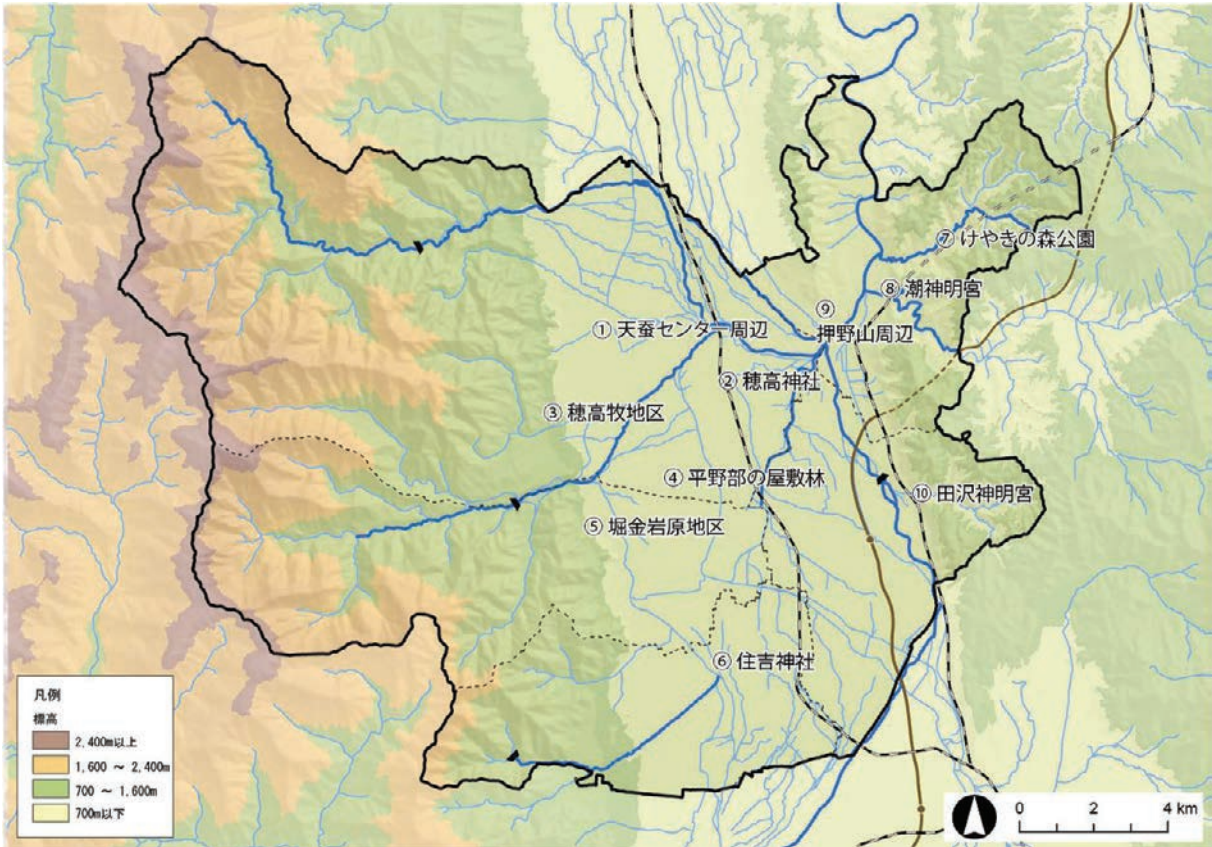 ⑦ けやきの森公園
⑧ 潮神明宮
⑨
押野山周辺
① 天蚕センター周辺
② 穂高神社
③ 穂高牧地区
④ 平野部の屋敷林
⑩ 田沢神明宮
⑤ 堀金岩原地区
⑥ 住吉神社
凡例
標高
2,400m以上
1,600 ～ 2,400m
700 ～ 1,600m
700m以下
0 2 4 km